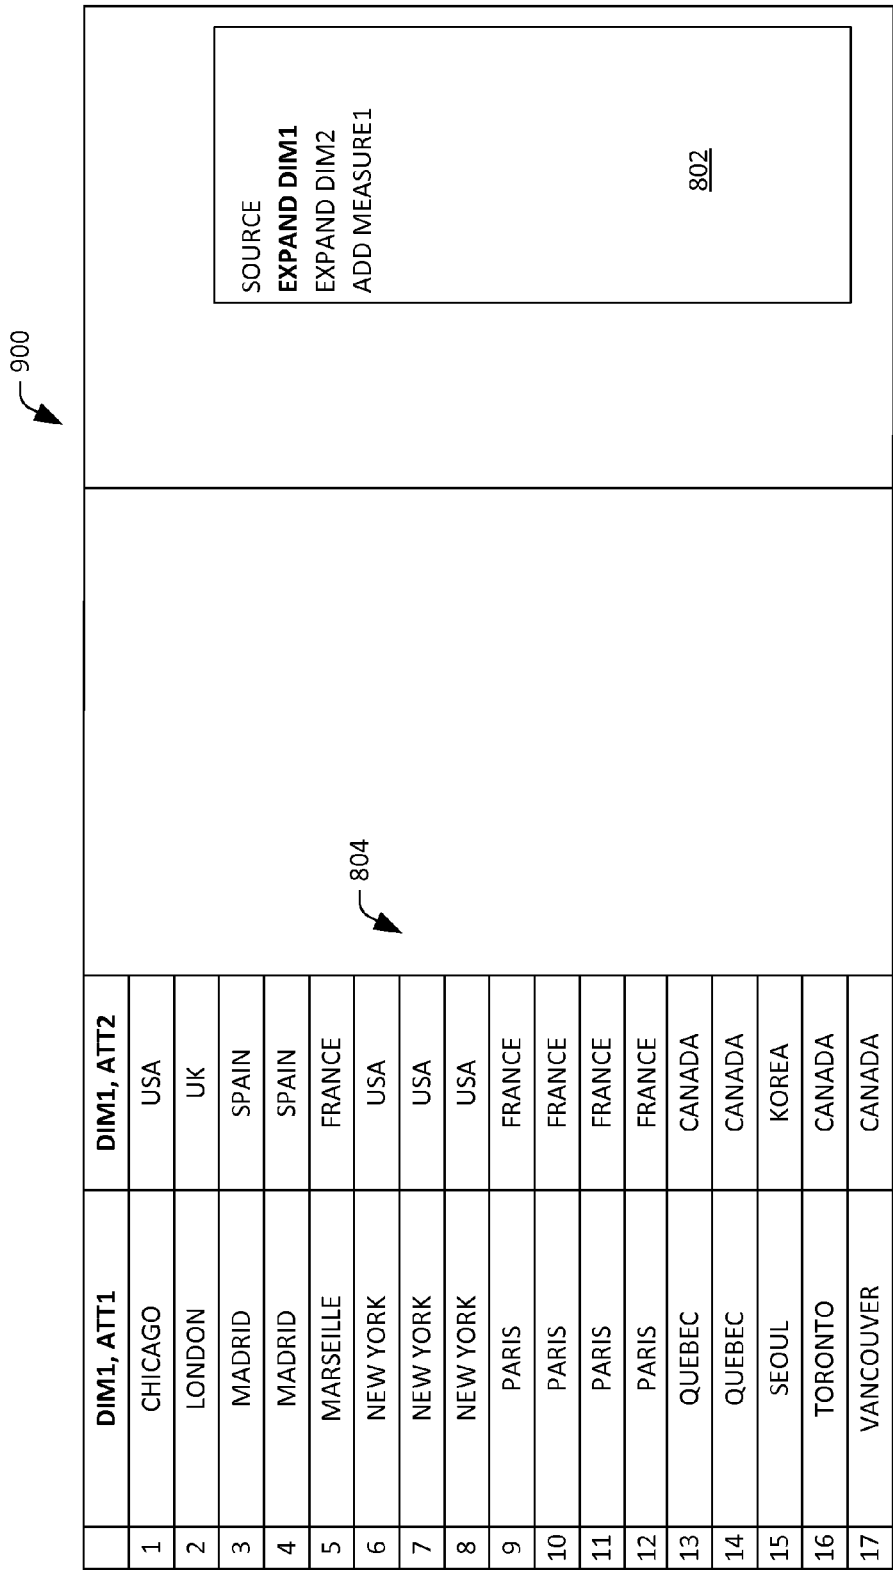 900
DIM1, ATT1 DIM1, ATT2
1 CHICAGO USA
2 LONDON UK
3 MADRID SPAIN
4 MADRID SPAIN
5 MARSEILLE FRANCE
6 NEW YORK USA
7 NEW YORK USA
8 NEW YORK USA
9 PARIS FRANCE
10 PARIS FRANCE
11 PARIS FRANCE
12 PARIS FRANCE
13 QUEBEC CANADA
14 QUEBEC CANADA
15 SEOUL KOREA
16 TORONTO CANADA
17 VANCOUVER CANADA
804
SOURCE
EXPAND DIM1
EXPAND DIM2
ADD MEASURE1
802